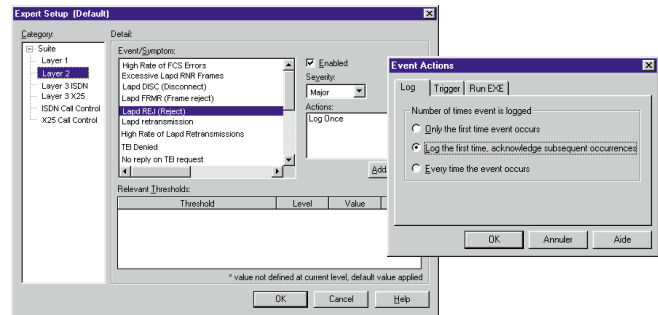 Expert Setup (Default)
Category:
Suite
Layer 1
Layer 2
Layer 3 ISDN
Layer 3 X25
ISDN Call Control
X25 Call Control
Detail:
Event/Symptom:
High Rate of FCS Errors
Excessive Lapd RNR Frames
Lapd DISC (Disconnect)
Lapd FRMR (Frame reject)
Lapd REJ (Reject)
Lapd retransmission
High Rate of Lapd Retransmissions
TEI Denied
No reply on TEI request
Enabled
Severity:
Major
Actions:
Log Once
Add
Relevant Thresholds:
Threshold Level Value
* value not defined at current level, default value applied
OK Cancel Help
Event Actions
Log Trigger Run EXE
Number of times event is logged
Only the first time event occurs
Log the first time, acknowledge subsequent occurrences
Every time the event occurs
OK Annuler Aide